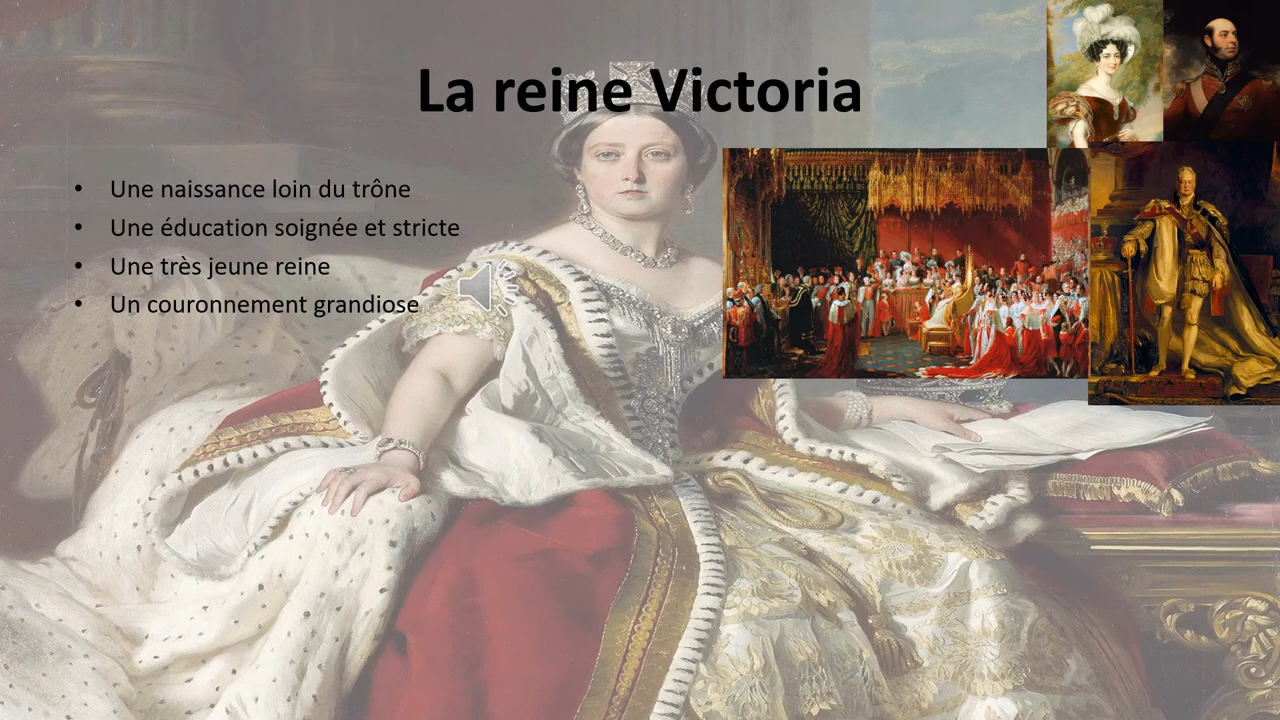 La reine Victoria
• Une naissance loin du trône
• Une éducation soignée et stricte
• Une très jeune reine
• Un couronnement grandiose